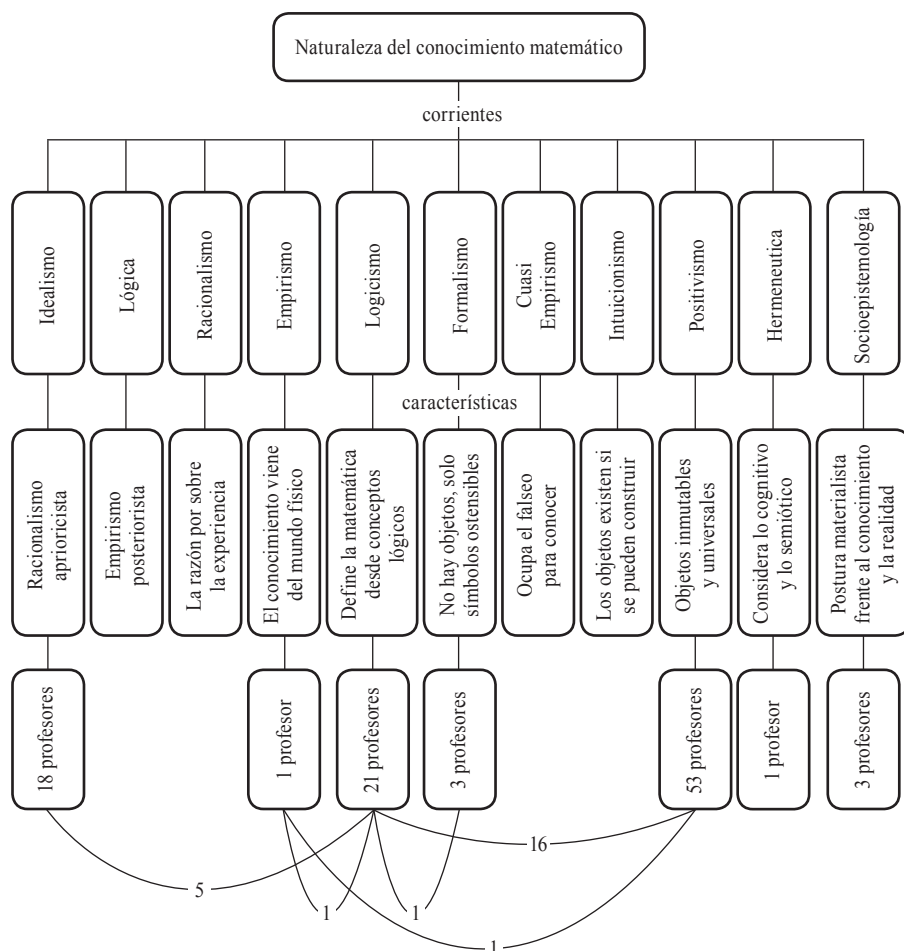 Naturaleza del conocimiento matemático
corrientes
Idealismo
Lógica
Racionalismo
Empirismo
Logicismo
Formalismo
Cuasi
Empirismo
Intuicionismo
Positivismo
Hermeneutica
Socioepistemología
características
Racionalismo
apriioricista
Empirismo
posteriorista
La razón por sobre
la experiencia
El conocimiento viene
del mundo físico
Define la matemática
desde conceptos
lógicos
No hay objetos, solo
símbolos ostensibles
Ocupa el falseo
para conocer
Los objetos existen si
se pueden construir
Objetos inmutables
y universales
Considera lo cognitivo
y lo semiótico
Postura materialista
frente al conocimiento
y la realidad
18 profesores
1 profesor
21 profesores
3 profesores
53 profesores
1 profesor
3 profesores
16
5
1
1
1